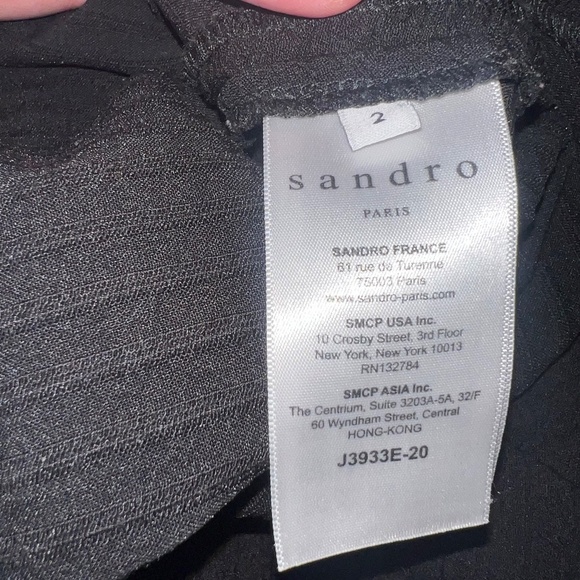 2
sandro
PARIS
SANDRO FRANCE
61 rue de Turenne
75003 Paris
www.sandro-paris.com
SMCP USA Inc.
10 Crosby Street, 3rd Floor
New York, New York 10013
RN132784
SMCP ASIA Inc.
The Centrium, Suite 3203A-5A, 32/F
60 Wyndham Street, Central
HONG-KONG
J3933E-20